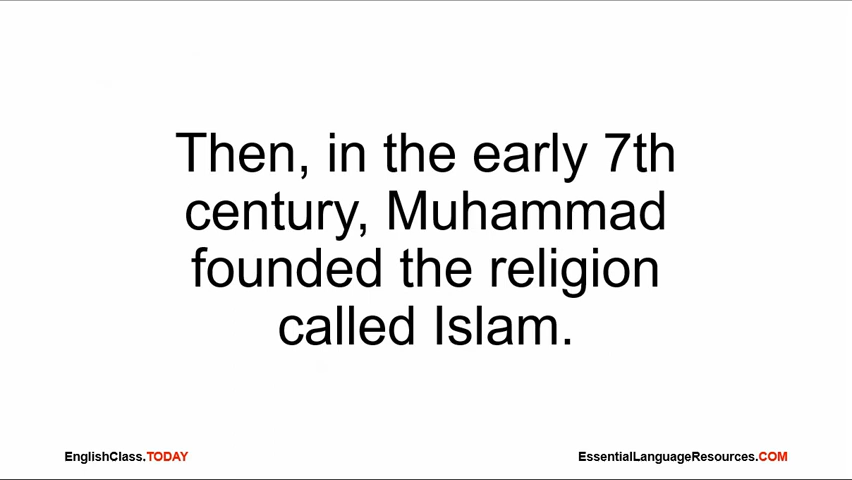 Then, in the early 7th
century, Muhammad
founded the religion
called Islam.
EnglishClass.TODAY
EssentialLanguageResources.COM